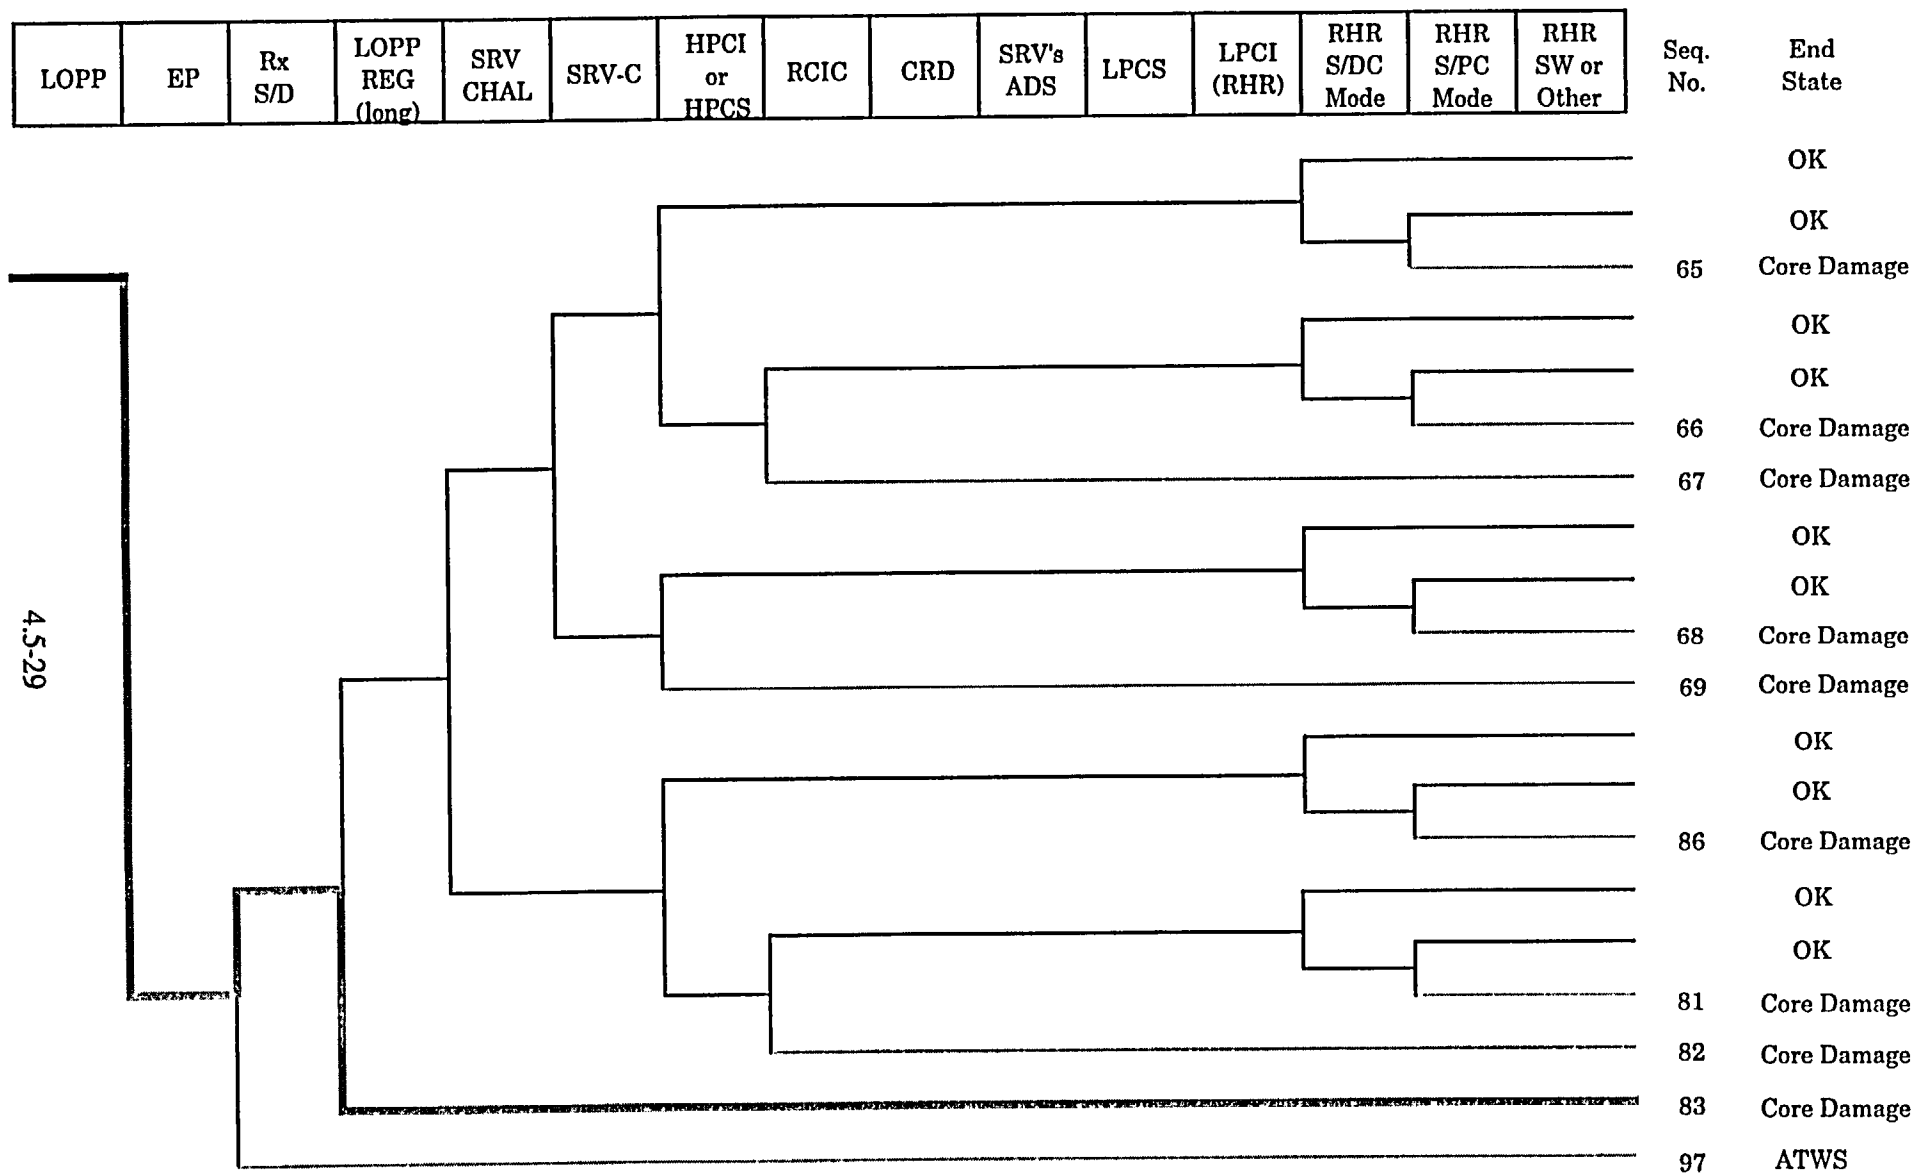 LOPP
EP
Rx
S/D
LOPP
REG
(long)
SRV
CHAL
SRV-C
HPCI
or
HPCS
RCIC
CRD
SRV's
ADS
LPCS
LPCI
(RHR)
RHR
S/DC
Mode
RHR
S/PC
Mode
RHR
SW or
Other
Seq.
No.
End
State
OK
OK
65 Core Damage
OK
OK
66 Core Damage
67 Core Damage
OK
OK
68 Core Damage
69 Core Damage
OK
OK
86 Core Damage
OK
OK
81 Core Damage
82 Core Damage
83 Core Damage
97 ATWS
4.5-29